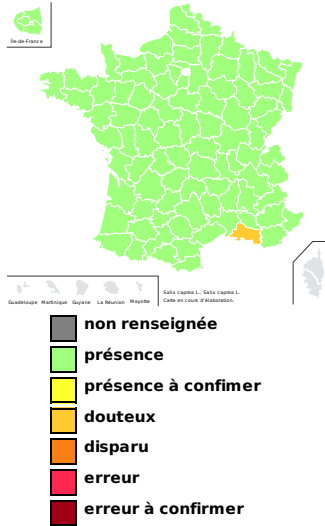 Île-de-France
Guadeloupe Martinique Guyane La Réunion Mayotte
Salix caprea L., Salix caprea L.
Carte en cours d'élaboration.
non renseignée
présence
présence à confimer
douteux
disparu
erreur
erreur à confirmer